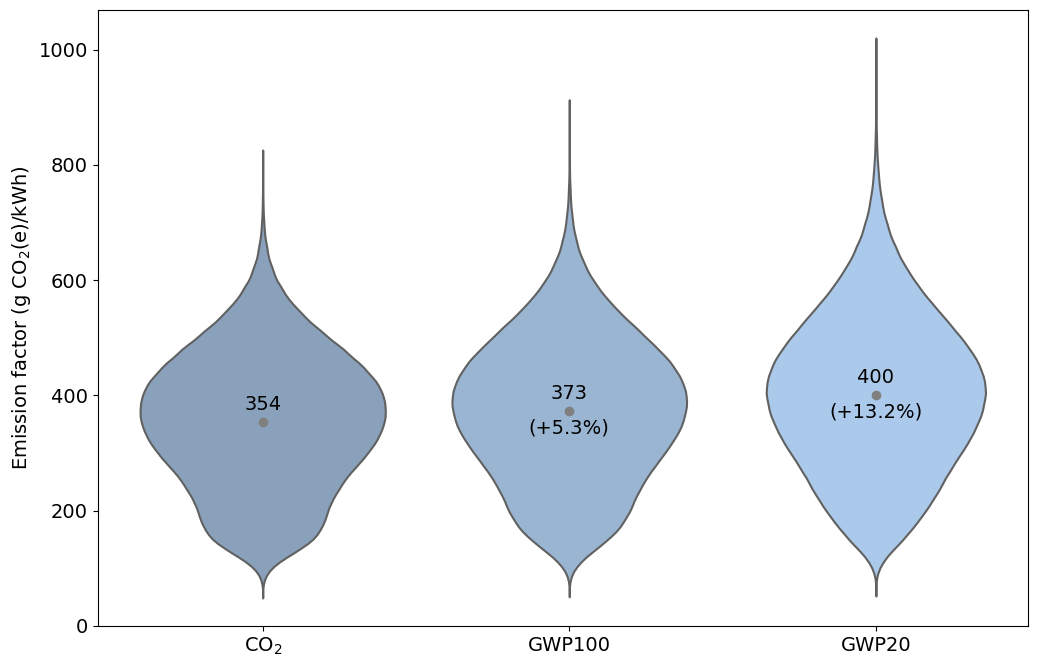 Emission factor (g CO₂(e)/kWh)
1000
800
600
400
200
0
354
373
(+5.3%)
400
(+13.2%)
CO₂
GWP100
GWP20